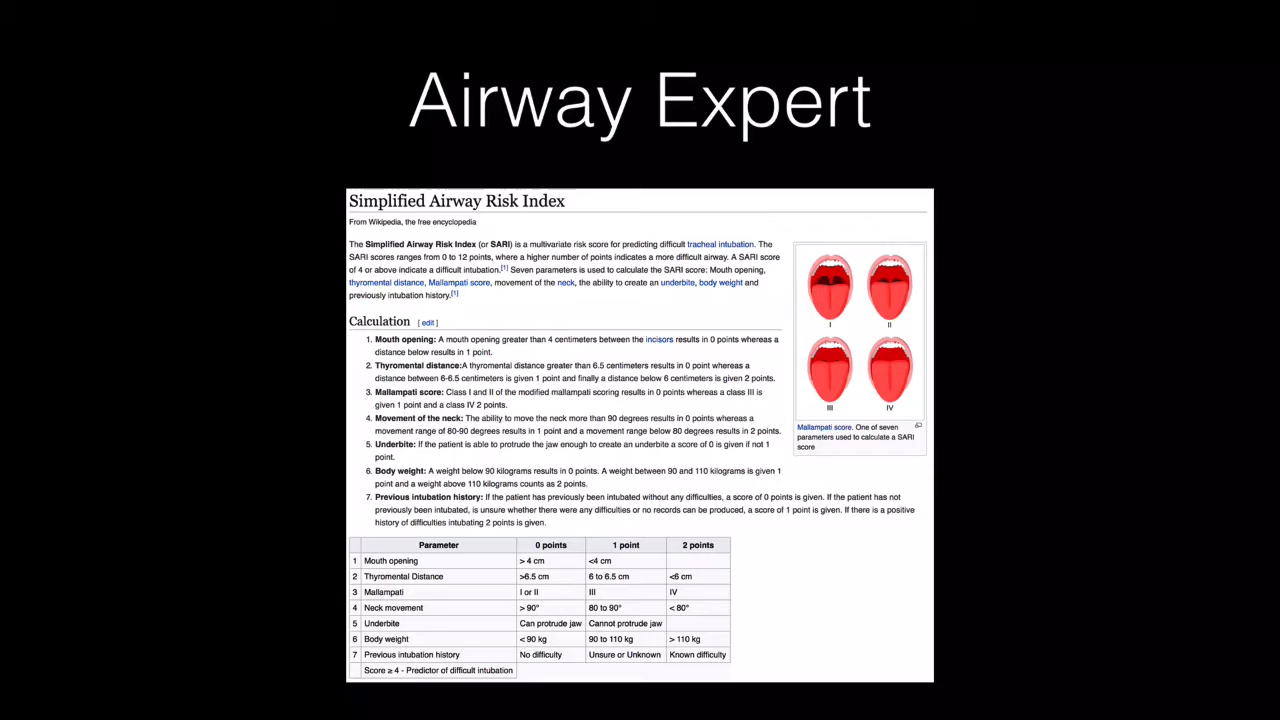 Airway Expert
Simplified Airway Risk Index
From Wikipedia, the free encyclopedia
The Simplified Airway Risk Index (or SARI) is a multivariate risk score for predicting difficult tracheal intubation. The
SARI scores ranges from 0 to 12 points, where a higher number of points indicates a more difficult airway. A SARI score
of 4 or above indicate a difficult intubation.[1] Seven parameters is used to calculate the SARI score: Mouth opening,
thyromental distance, Mallampati score, movement of the neck, the ability to create an underbite, body weight and
previously intubation history.[1]
Calculation [ edit ]
1. Mouth opening: A mouth opening greater than 4 centimeters between the incisors results in 0 points whereas a
distance below results in 1 point.
2. Thyromental distance:A thyromental distance greater than 6.5 centimeters results in 0 point whereas a
distance between 6-6.5 centimeters is given 1 point and finally a distance below 6 centimeters is given 2 points.
3. Mallampati score: Class I and II of the modified mallampati scoring results in 0 points whereas a class III is
given 1 point and a class IV 2 points.
4. Movement of the neck: The ability to move the neck more than 90 degrees results in 0 points whereas a
movement range of 80-90 degrees results in 1 point and a movement range below 80 degrees results in 2 points.
5. Underbite: If the patient is able to protrude the jaw enough to create an underbite a score of 0 is given if not 1
point.
6. Body weight: A weight below 90 kilograms results in 0 points. A weight between 90 and 110 kilograms is given 1
point and a weight above 110 kilograms counts as 2 points.
7. Previous intubation history: If the patient has previously been intubated without any difficulties, a score of 0 points is given. If the patient has not
previously been intubated, is unsure whether there were any difficulties or no records can be produced, a score of 1 point is given. If there is a positive
history of difficulties intubating 2 points is given.
I II
III IV
Mallampati score. One of seven
parameters used to calculate a SARI
score
Parameter 0 points 1 point 2 points
1 Mouth opening > 4 cm <4 cm
2 Thyromental Distance >6.5 cm 6 to 6.5 cm <6 cm
3 Mallampati I or II III IV
4 Neck movement > 90° 80 to 90° < 80°
5 Underbite Can protrude jaw Cannot protrude jaw
6 Body weight < 90 kg 90 to 110 kg > 110 kg
7 Previous intubation history No difficulty Unsure or Unknown Known difficulty
Score ≥ 4 - Predictor of difficult intubation